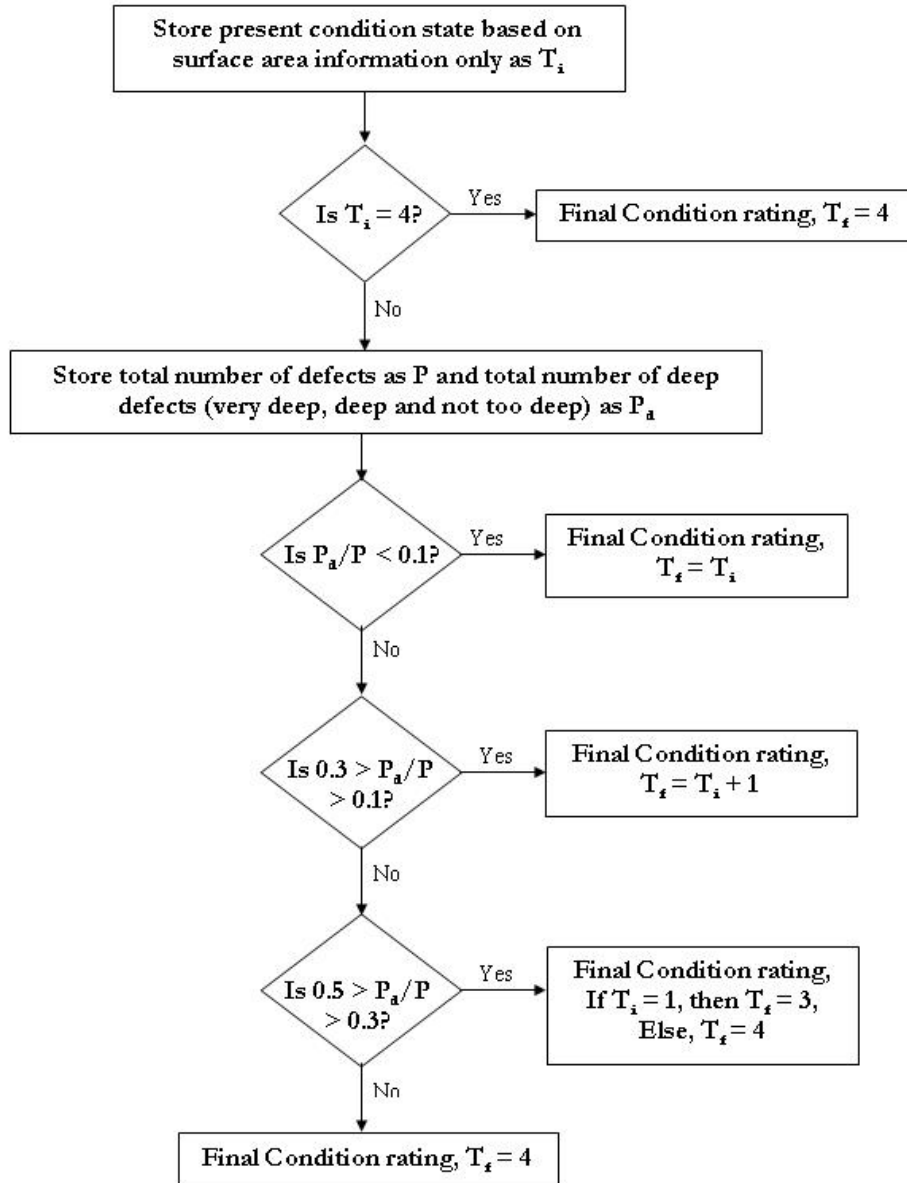 Store present condition state based on
surface area information only as Tᵢ
Is Tᵢ = 4?
Yes
Final Condition rating, T_f = 4
No
Store total number of defects as P and total number of deep
defects (very deep, deep and not too deep) as P_d
Is P_d/P < 0.1?
Yes
Final Condition rating,
T_f = Tᵢ
No
Is 0.3 > P_d/P
> 0.1?
Yes
Final Condition rating,
T_f = Tᵢ + 1
No
Is 0.5 > P_d/P
> 0.3?
Yes
Final Condition rating,
If Tᵢ = 1, then T_f = 3,
Else, T_f = 4
No
Final Condition rating, T_f = 4